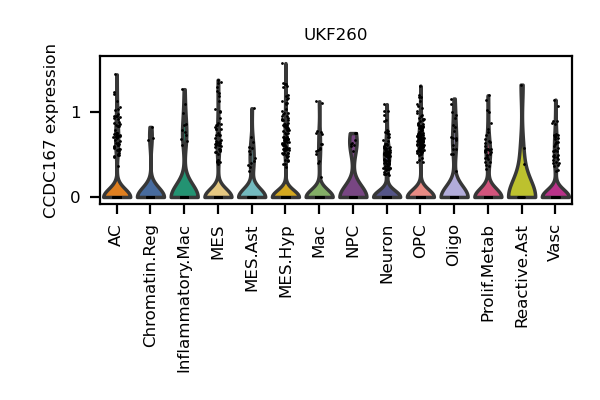 UKF260
CCDC167 expression
1
0
AC
Chromatin.Reg
Inflammatory.Mac
MES
MES.Ast
MES.Hyp
Mac
NPC
Neuron
OPC
Oligo
Prolif.Metab
Reactive.Ast
Vasc